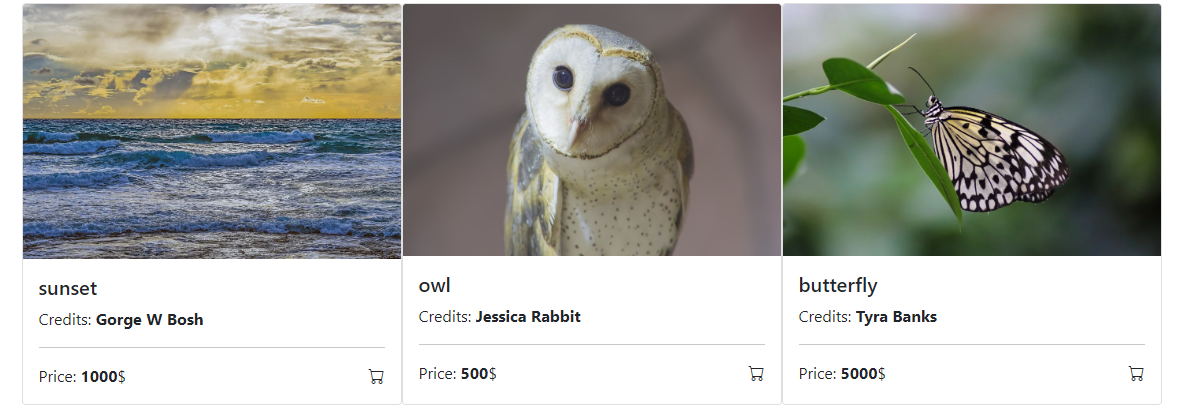 sunset
Credits: Gorge W Bosh
Price: 1000$
owl
Credits: Jessica Rabbit
Price: 500$
butterfly
Credits: Tyra Banks
Price: 5000$